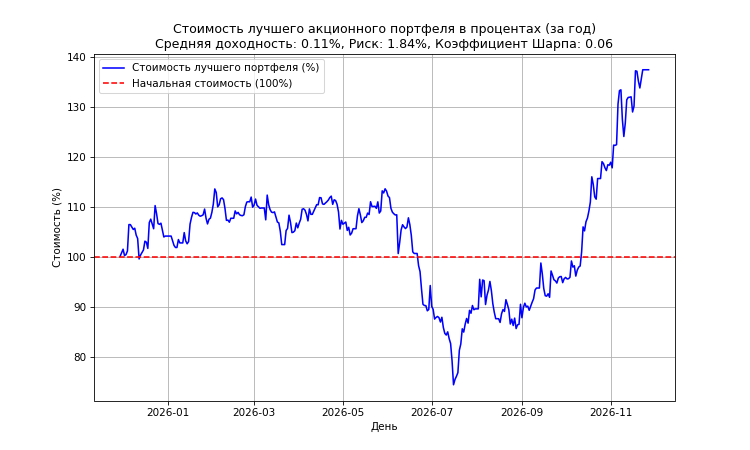 Стоимость лучшего акционного портфеля в процентах (за год)
Средняя доходность: 0.11%, Риск: 1.84%, Коэффициент Шарпа: 0.06
Стоимость лучшего портфеля (%)
Начальная стоимость (100%)
Стоимость (%)
140
130
120
110
100
90
80
2026-01 2026-03 2026-05 2026-07 2026-09 2026-11
День